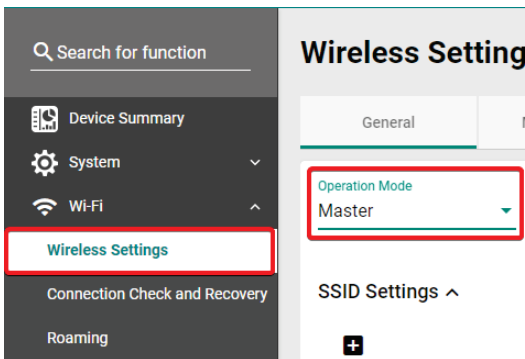 Search for function
Device Summary
System
Wi-Fi
Wireless Settings
Connection Check and Recovery
Roaming
Wireless Setting
General
Operation Mode
Master
SSID Settings